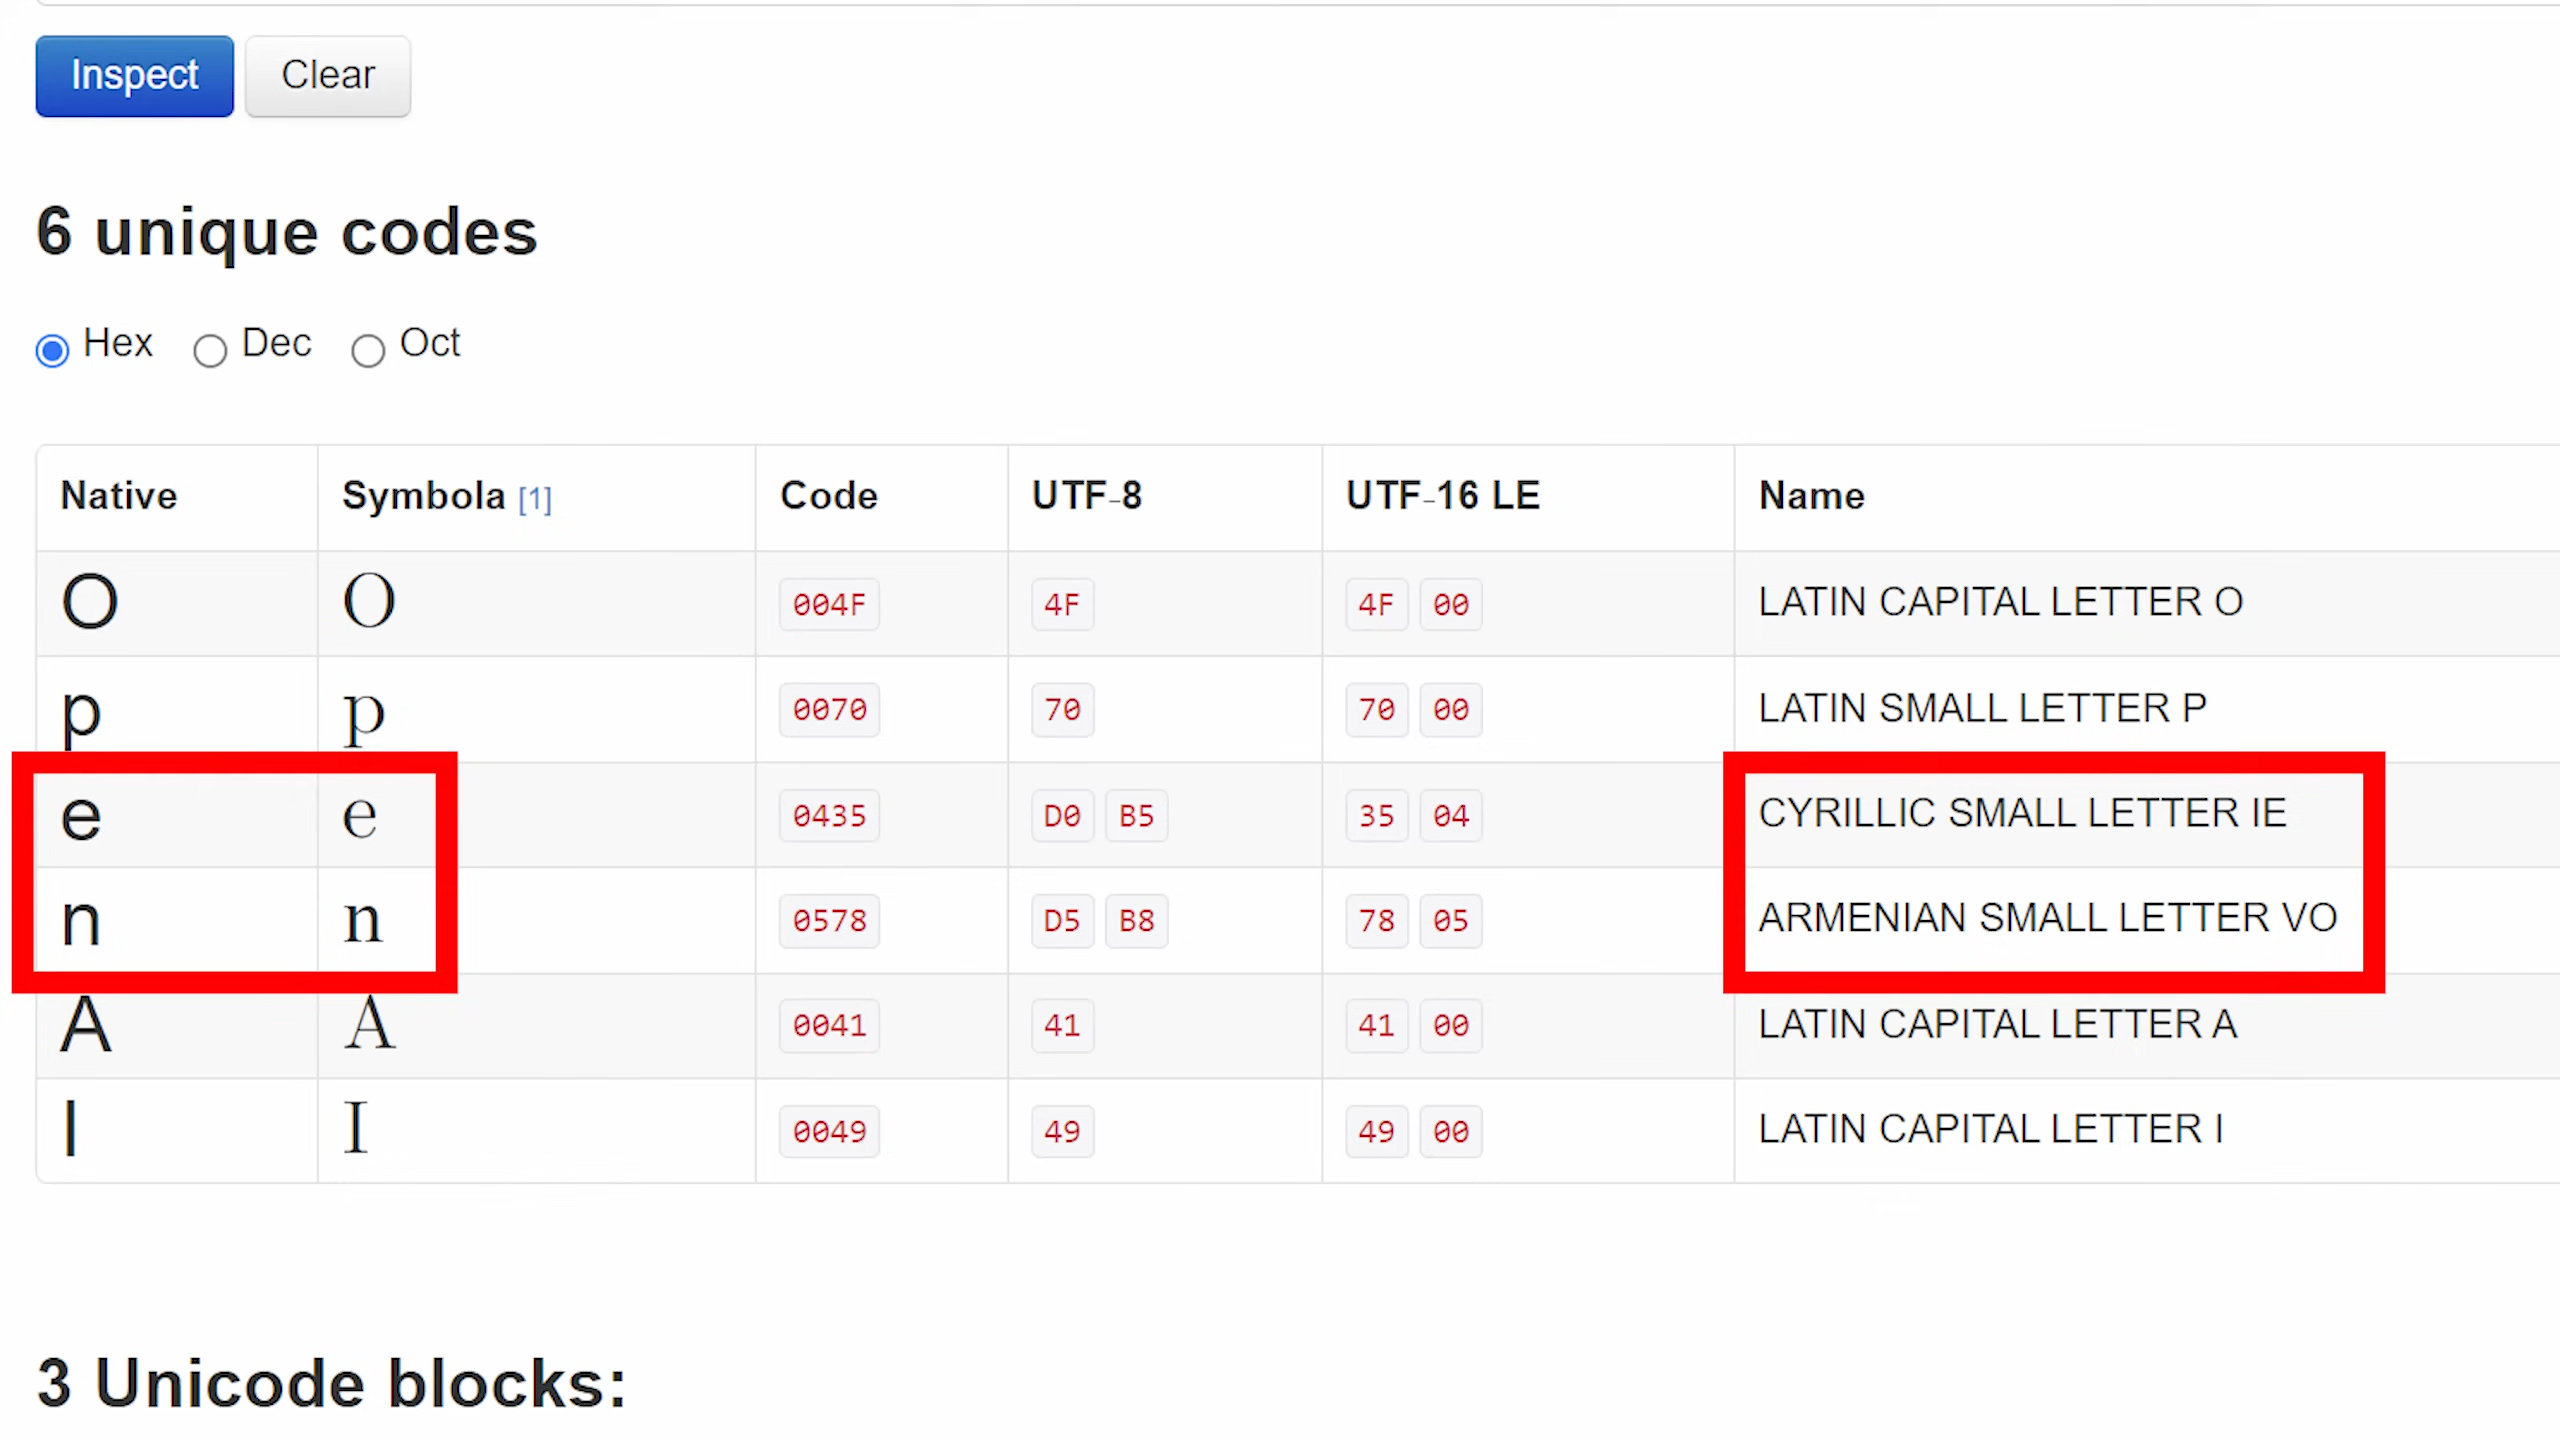 Inspect Clear
6 unique codes
Hex Dec Oct
Native Symbola [1] Code UTF-8 UTF-16 LE Name
O O 004F 4F 4F 00 LATIN CAPITAL LETTER O
p p 0070 70 70 00 LATIN SMALL LETTER P
е е 0435 D0 B5 35 04 CYRILLIC SMALL LETTER IE
ո ո 0578 D5 B8 78 05 ARMENIAN SMALL LETTER VO
A A 0041 41 41 00 LATIN CAPITAL LETTER A
I I 0049 49 49 00 LATIN CAPITAL LETTER I
3 Unicode blocks: